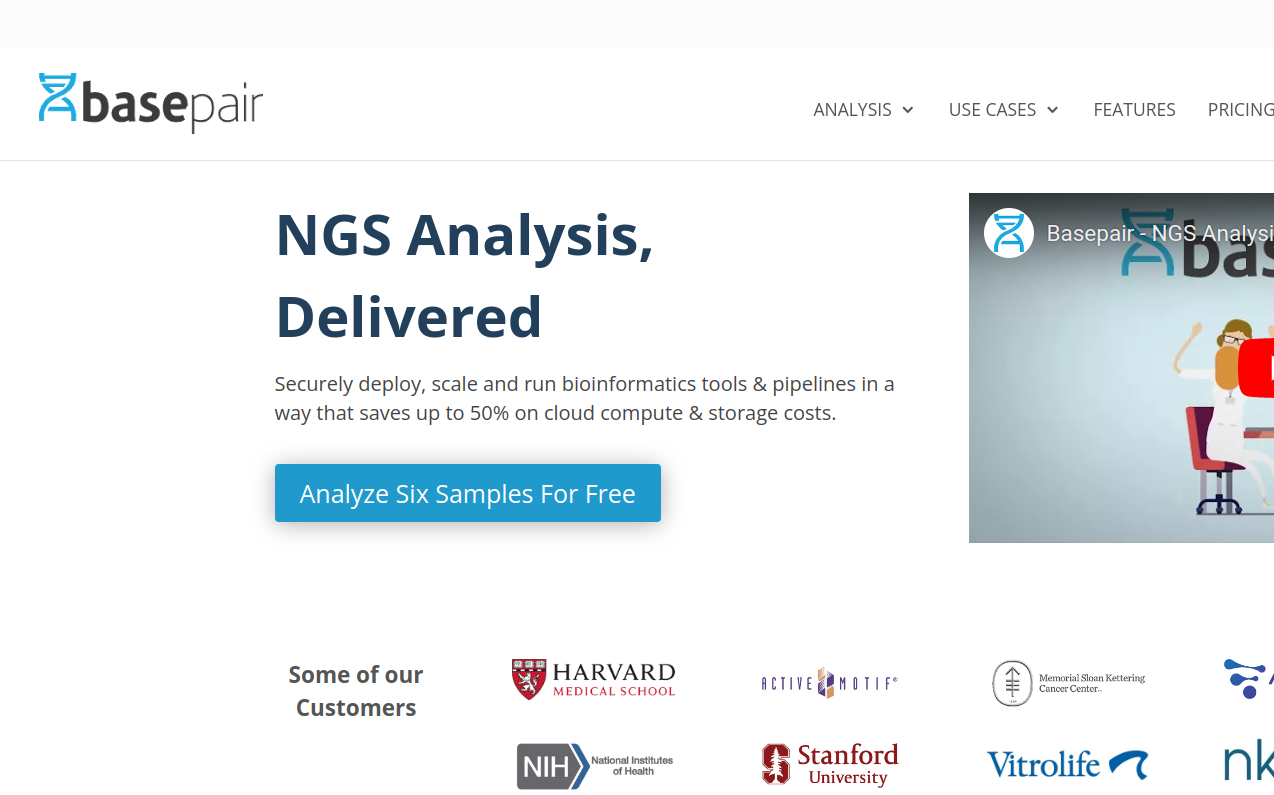 basepair
ANALYSIS
USE CASES
FEATURES
PRICING
NGS Analysis,
Delivered
Securely deploy, scale and run bioinformatics tools & pipelines in a
way that saves up to 50% on cloud compute & storage costs.
Analyze Six Samples For Free
Basepair - NGS Analysi
bas
Some of our
Customers
HARVARD
MEDICAL SCHOOL
ACTIVE MOTIF®
Memorial Sloan Kettering
Cancer Center
NIH
National Institutes
of Health
Stanford
University
Vitrolife
nk